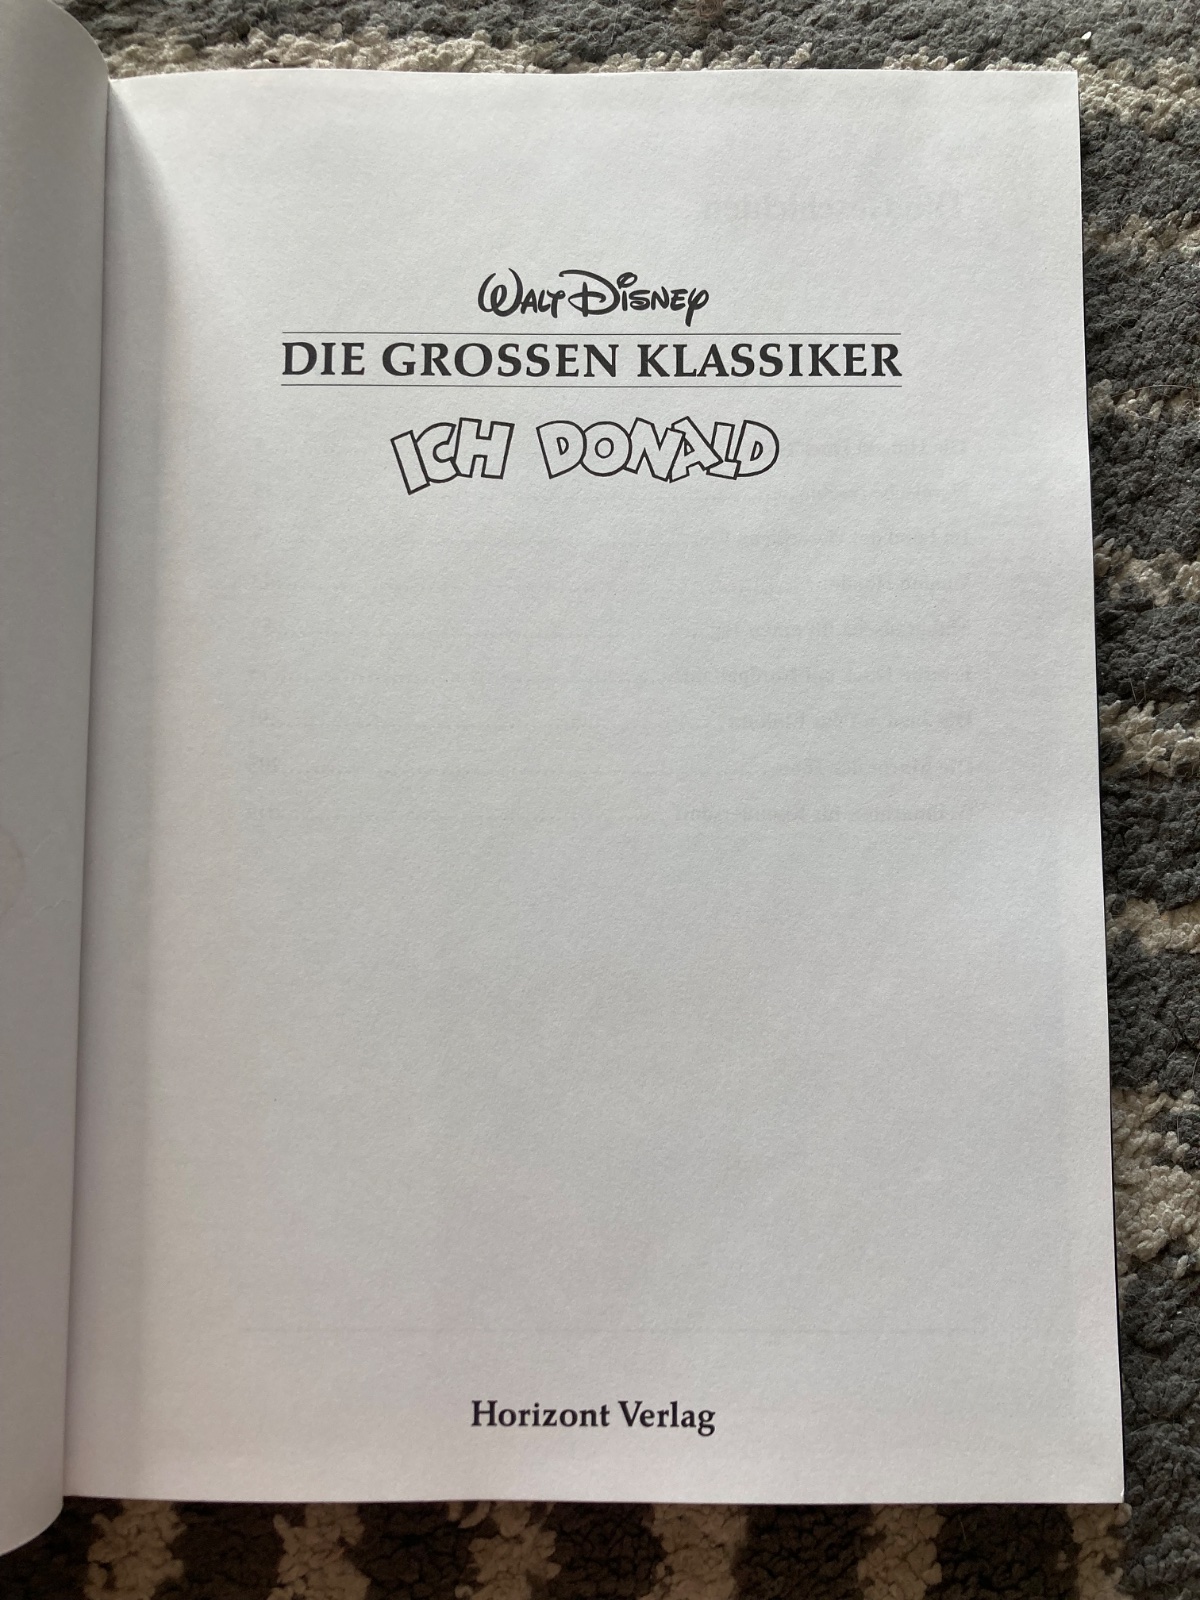 WALT DISNEY
DIE GROSSEN KLASSIKER
ICH DONALD
Horizont Verlag